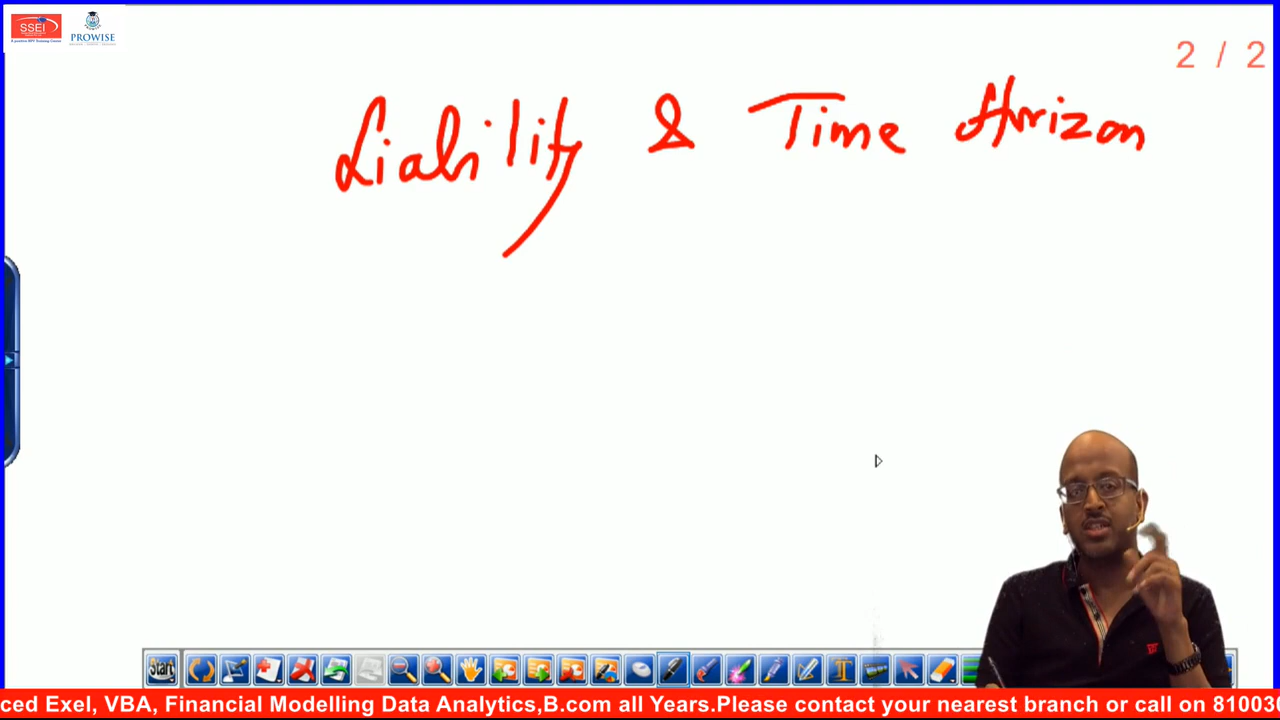 SSEI
PROWISE
2 / 2
Liability & Time Horizon
Start
ced Exel, VBA, Financial Modelling Data Analytics,B.com all Years.Please contact your nearest branch or call on 81003